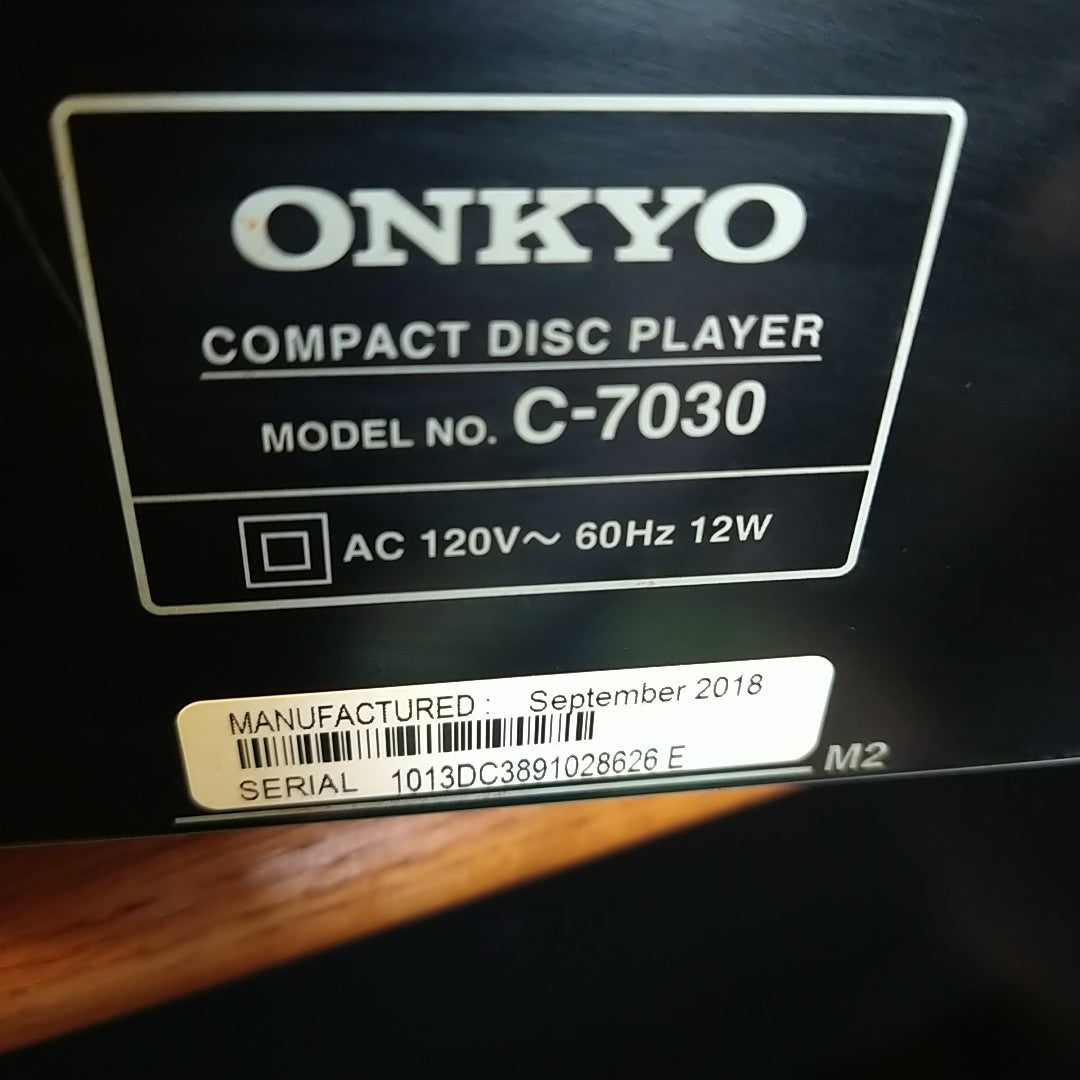 ONKYO
COMPACT DISC PLAYER
MODEL NO. C-7030
AC 120V～ 60Hz 12W
MANUFACTURED : September 2018
SERIAL 1013DC3891028626 E
M2